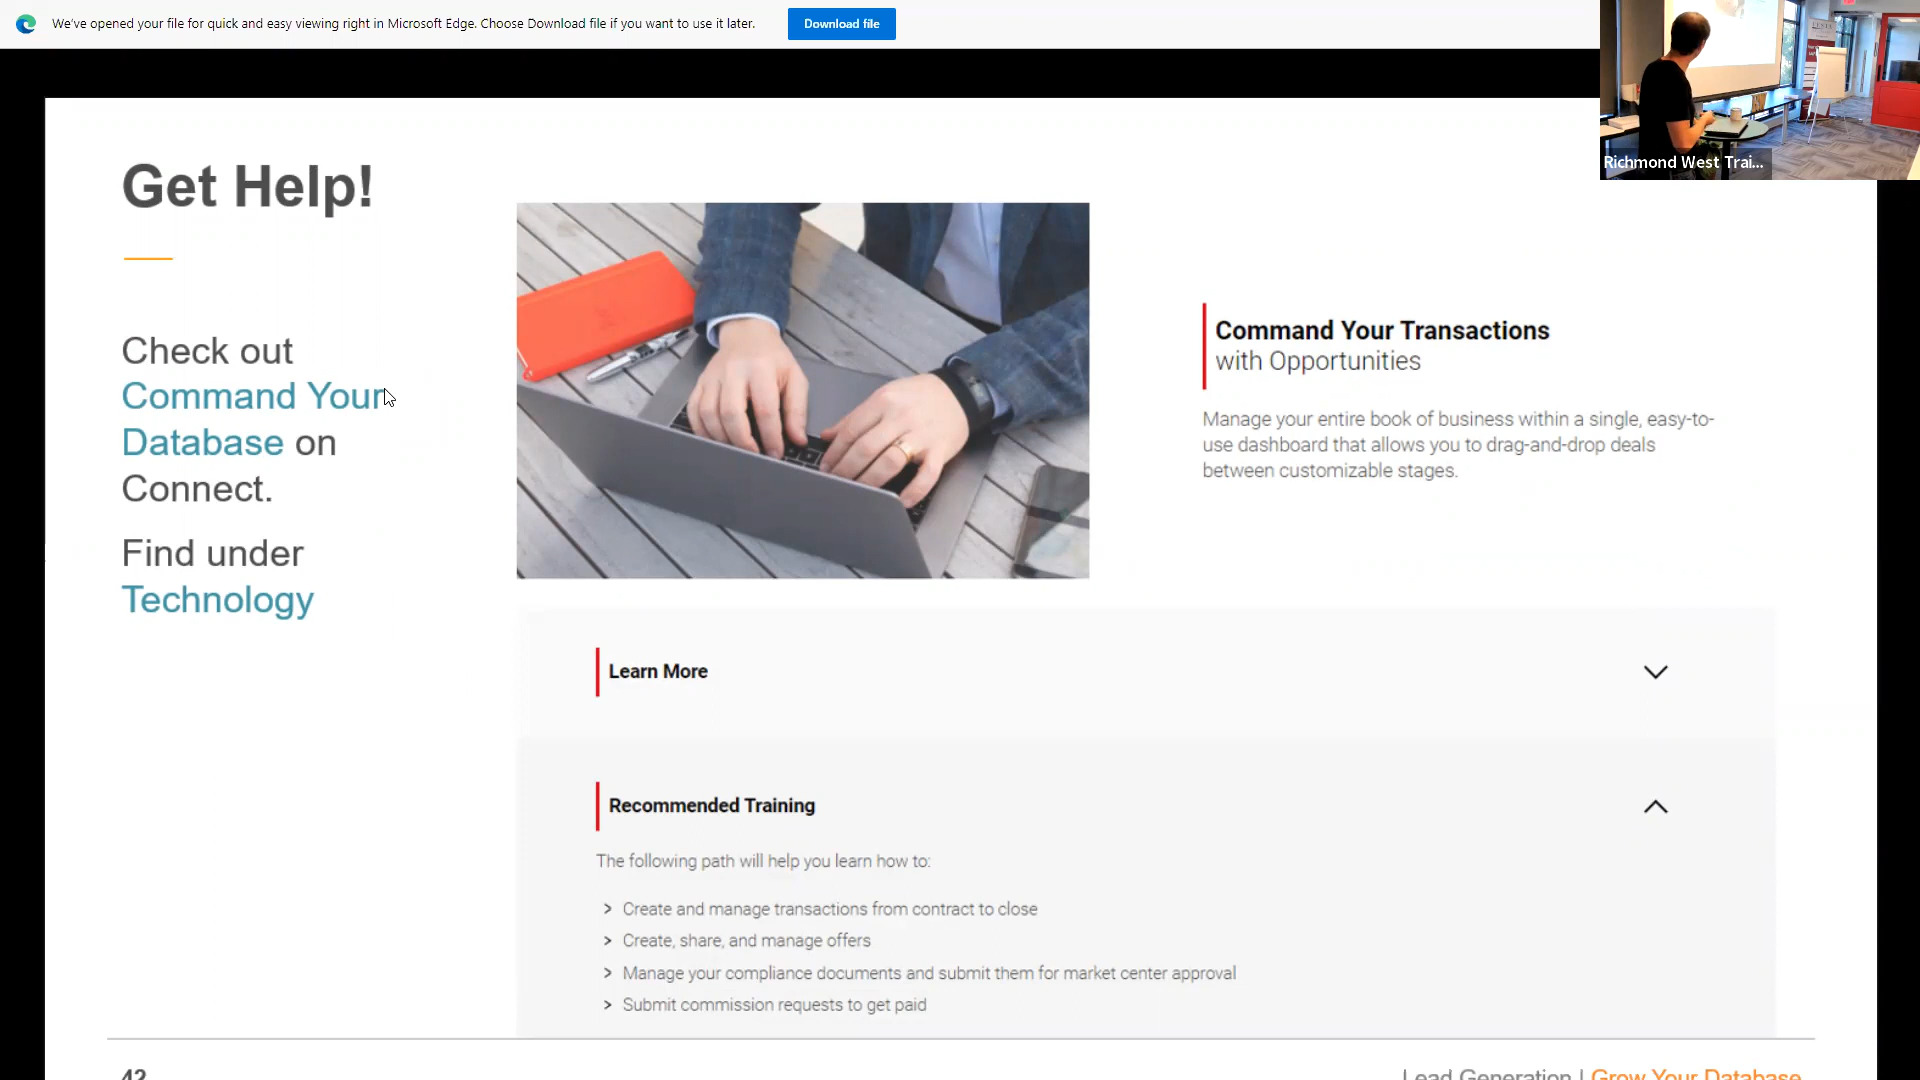 We've opened your file for quick and easy viewing right in Microsoft Edge. Choose Download file if you want to use it later.
Download file
Richmond West Trai...
Get Help!
Check out
Command Your
Database on
Connect.
Find under
Technology
Command Your Transactions
with Opportunities
Manage your entire book of business within a single, easy-to-
use dashboard that allows you to drag-and-drop deals
between customizable stages.
Learn More
Recommended Training
The following path will help you learn how to:
> Create and manage transactions from contract to close
> Create, share, and manage offers
> Manage your compliance documents and submit them for market center approval
> Submit commission requests to get paid
42
Lead Generation | Grow Your Database